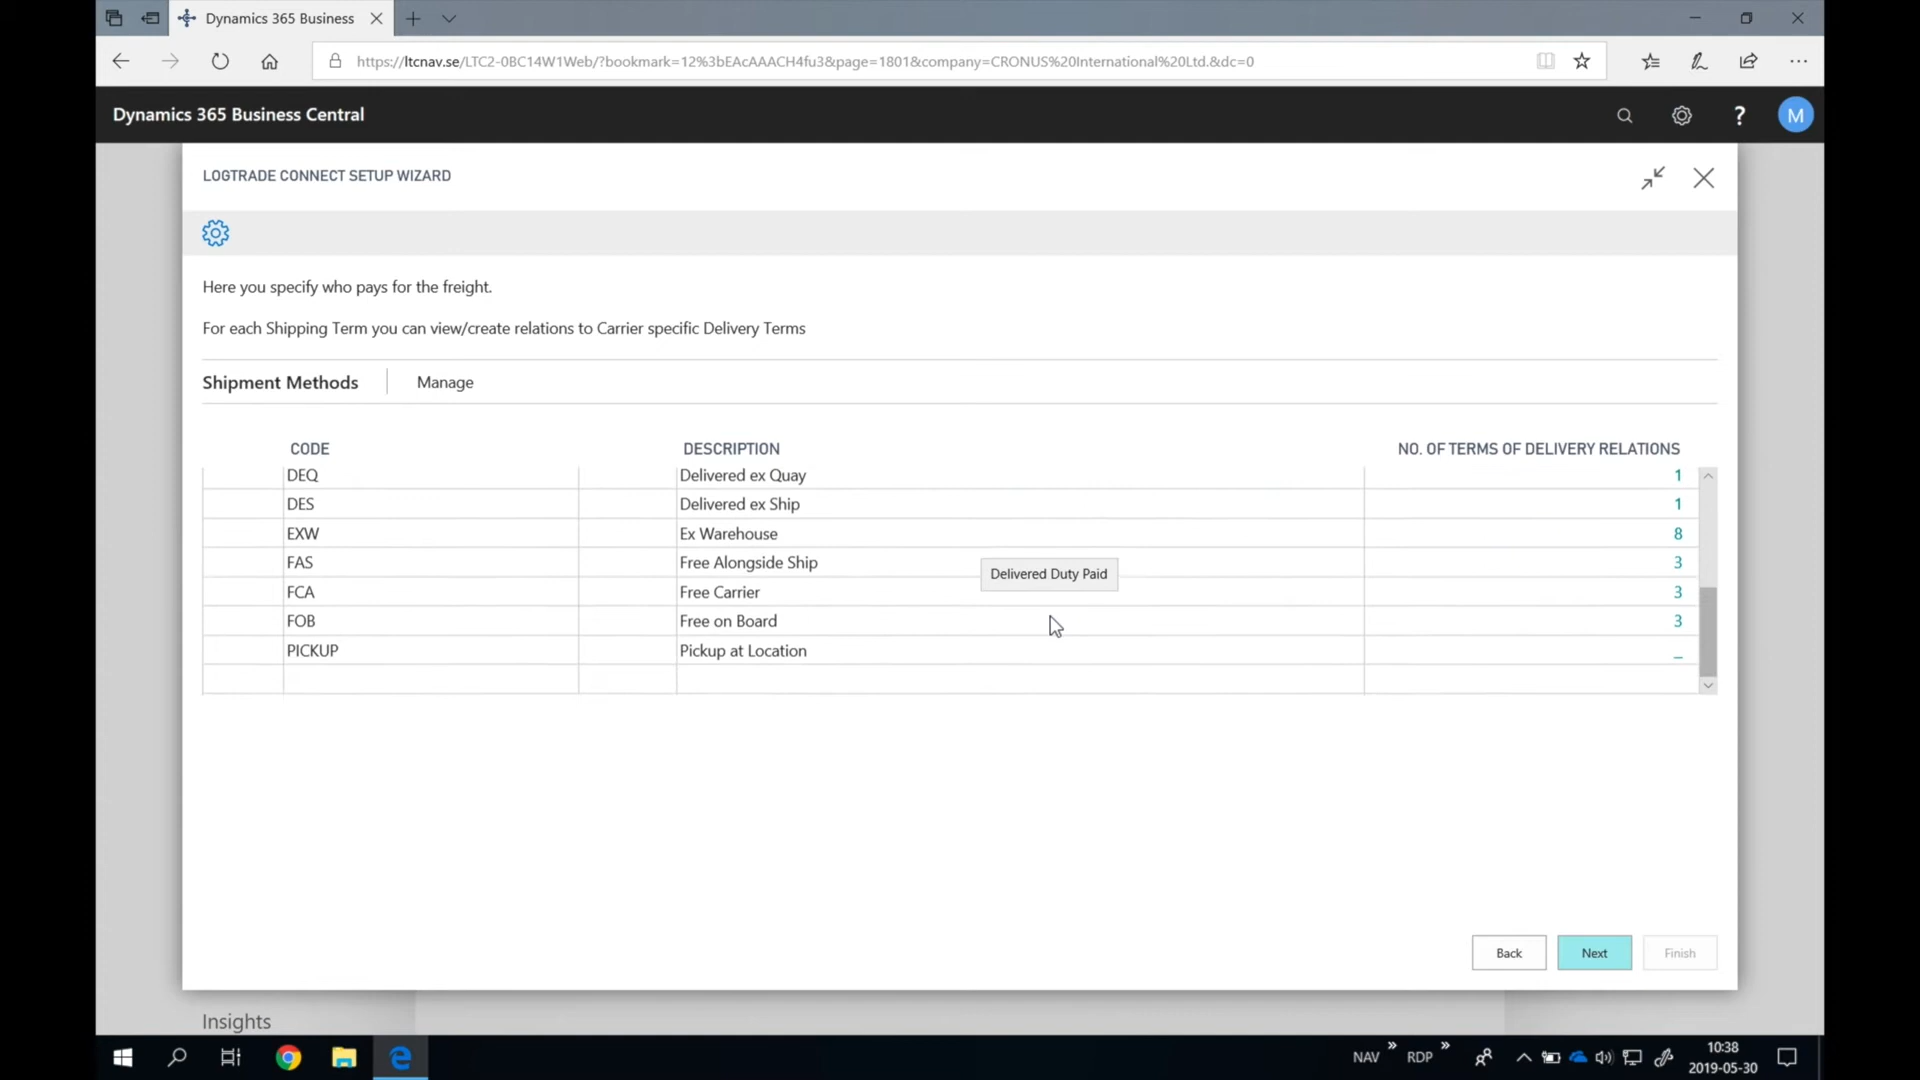 Dynamics 365 Business
https://ltcnav.se/LTC2-0BC14W1Web/?bookmark=12%3bEAcAAACH4fu3&page=1801&company=CRONUS%20International%20Ltd.&dc=0
Dynamics 365 Business Central
?
M
LOGTRADE CONNECT SETUP WIZARD
Here you specify who pays for the freight.
For each Shipping Term you can view/create relations to Carrier specific Delivery Terms
Shipment Methods Manage
CODE DESCRIPTION NO. OF TERMS OF DELIVERY RELATIONS
DEQ Delivered ex Quay 1
DES Delivered ex Ship 1
EXW Ex Warehouse 8
FAS Free Alongside Ship 3
Delivered Duty Paid
FCA Free Carrier 3
FOB Free on Board 3
PICKUP Pickup at Location _
Back Next Finish
Insights
NAV » RDP » 10:38
2019-05-30